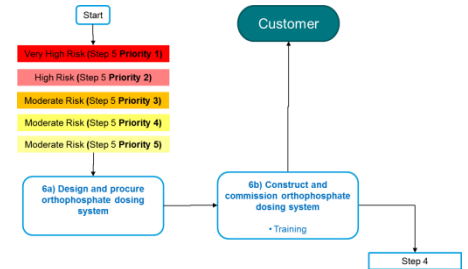 Start
Customer
Very High Risk (Step 5 Priority 1)
High Risk (Step 5 Priority 2)
Moderate Risk (Step 5 Priority 3)
Moderate Risk (Step 5 Priority 4)
Moderate Risk (Step 5 Priority 5)
6a) Design and procure
orthophosphate dosing
system
6b) Construct and
commission orthophosphate
dosing system
• Training
Step 4